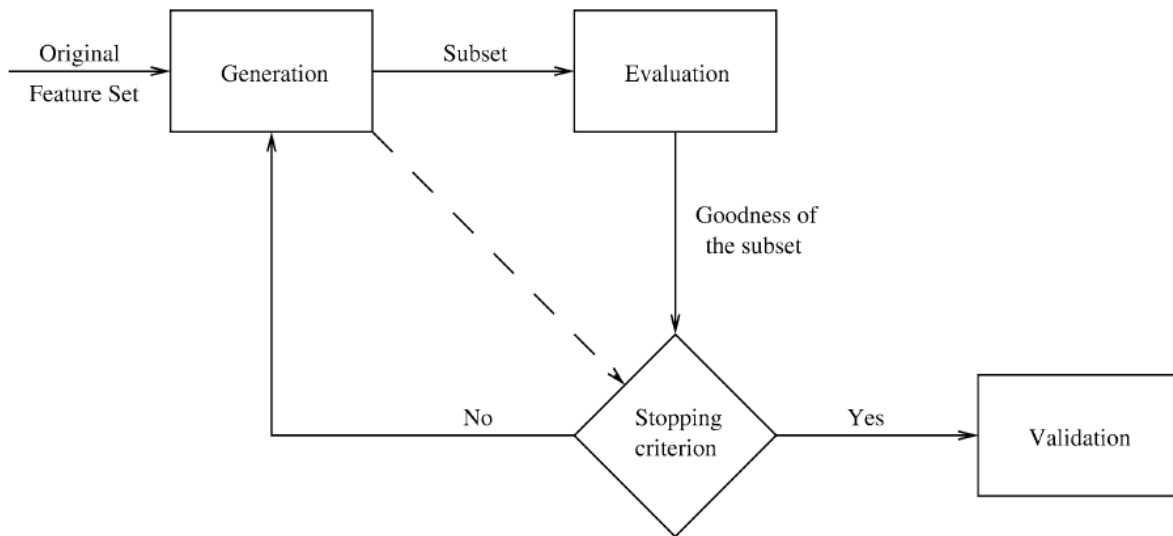 Original
Feature Set
Generation
Subset
Evaluation
Goodness of
the subset
No
Stopping
criterion
Yes
Validation